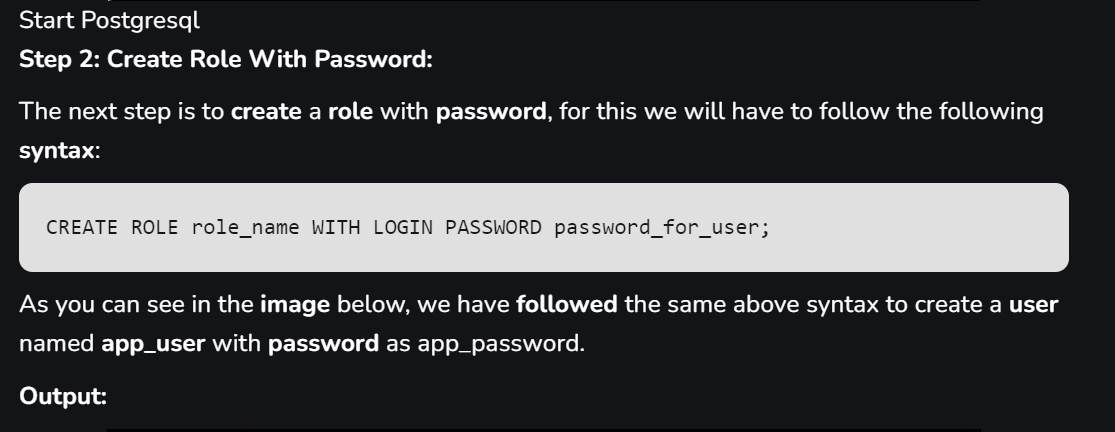 Start Postgresql
Step 2: Create Role With Password:
The next step is to create a role with password, for this we will have to follow the following
syntax:
CREATE ROLE role_name WITH LOGIN PASSWORD password_for_user;
As you can see in the image below, we have followed the same above syntax to create a user
named app_user with password as app_password.
Output: